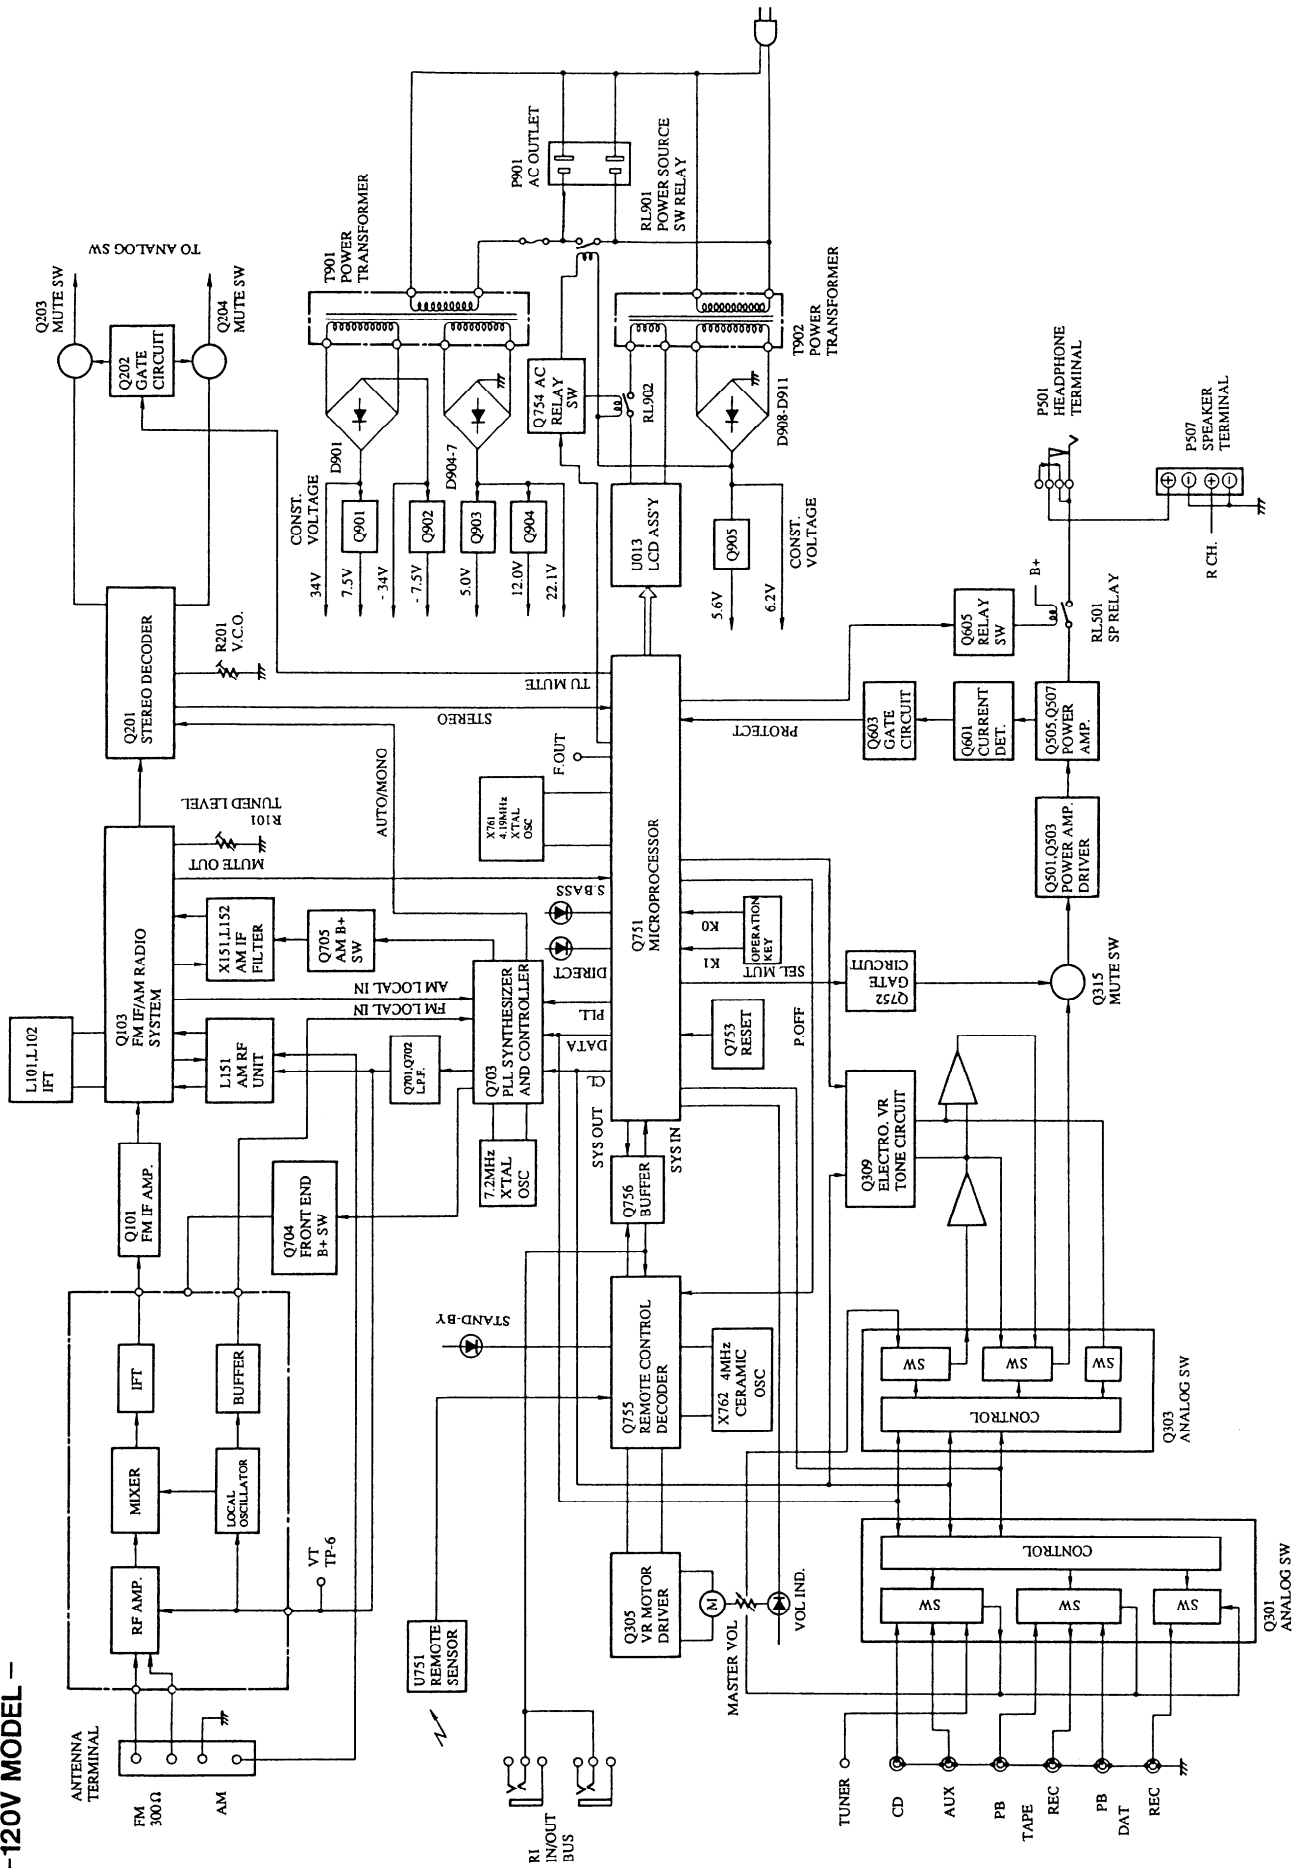 –120V MODEL –
ANTENNA
TERMINAL
FM
300Ω
AM
RF AMP.
MIXER
IFT
LOCAL
OSCILLATOR
BUFFER
VT
TP-6
Q101
FM IF AMP.
Q704
FRONT END
B+ SW
L101,L102
IFT
Q103
FM IF/AM RADIO
SYSTEM
L151
AM RF
UNIT
X151,L152
AM IF
FILTER
Q705
AM B+
SW
Q701,Q702
L.P.F.
AM LOCAL IN
FM LOCAL IN
MUTE OUT
R101
TUNED LEVEL
Q201
STEREO DECODER
R201
V.C.O.
AUTO/MONO
STEREO
TU MUTE
Q203
MUTE SW
Q202
GATE
CIRCUIT
Q204
MUTE SW
TO ANALOG SW
Q703
PLL SYNTHESIZER
AND CONTROLLER
7.2MHz
X'TAL
OSC
CL
DATA
PLL
DIRECT
S.BASS
X761
4.19MHz
X'TAL
OSC
F.OUT
Q751
MICROPROCESSOR
SYS OUT
SYS IN
Q756
BUFFER
Q755
REMOTE CONTROL
DECODER
X762 4MHz
CERAMIC
OSC
STAND-BY
U751
REMOTE
SENSOR
RI
IN/OUT
BUS
Q305
VR MOTOR
DRIVER
M
MASTER VOL
VOL IND.
Q753
RESET
P.OFF
K1
K0
OPERATION
KEY
SEL MUT
Q752
GATE
CIRCUIT
Q315
MUTE SW
PROTECT
Q603
GATE
CIRCUIT
Q601
CURRENT
DET.
Q605
RELAY
SW
Q501,Q503
POWER AMP.
DRIVER
Q505,Q507
POWER
AMP.
B+
RL501
SP RELAY
P501
HEADPHONE
TERMINAL
P507
SPEAKER
TERMINAL
R CH.
Q309
ELECTRO. VR
TONE CIRCUIT
Q303
ANALOG SW
CONTROL
SW
SW
SW
Q301
ANALOG SW
CONTROL
SW
SW
SW
TUNER
CD
AUX
PB
TAPE
REC
PB
DAT
REC
U013
LCD ASS'Y
CONST.
VOLTAGE
34V
7.5V
- 34V
- 7.5V
5.0V
12.0V
22.1V
Q901
Q902
Q903
Q904
D901
D904-7
T901
POWER
TRANSFORMER
P901
AC OUTLET
RL901
POWER SOURCE
SW RELAY
Q754 AC
RELAY
SW
RL902
T902
POWER
TRANSFORMER
D908-D911
Q905
5.6V
6.2V
CONST.
VOLTAGE